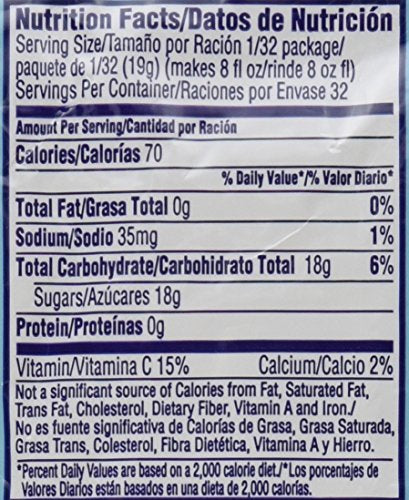 Nutrition Facts/Datos de Nutrición
Serving Size/Tamaño por Ración 1/32 package/
paquete de 1/32 (19g) (makes 8 fl oz/rinde 8 oz fl)
Servings Per Container/Raciones por Envase 32
Amount Per Serving/Cantidad por Ración
Calories/Calorías 70
% Daily Value*/% Valor Diario*
Total Fat/Grasa Total 0g 0%
Sodium/Sodio 35mg 1%
Total Carbohydrate/Carbohidrato Total 18g 6%
Sugars/Azúcares 18g
Protein/Proteínas 0g
Vitamin/Vitamina C 15% Calcium/Calcio 2%
Not a significant source of Calories from Fat, Saturated Fat,
Trans Fat, Cholesterol, Dietary Fiber, Vitamin A and Iron./
No es fuente significativa de Calorías de Grasa, Grasa Saturada,
Grasa Trans, Colesterol, Fibra Dietética, Vitamina A y Hierro.
*Percent Daily Values are based on a 2,000 calorie diet./*Los porcentajes de
Valores Diarios están basados en una dieta de 2,000 calorías.